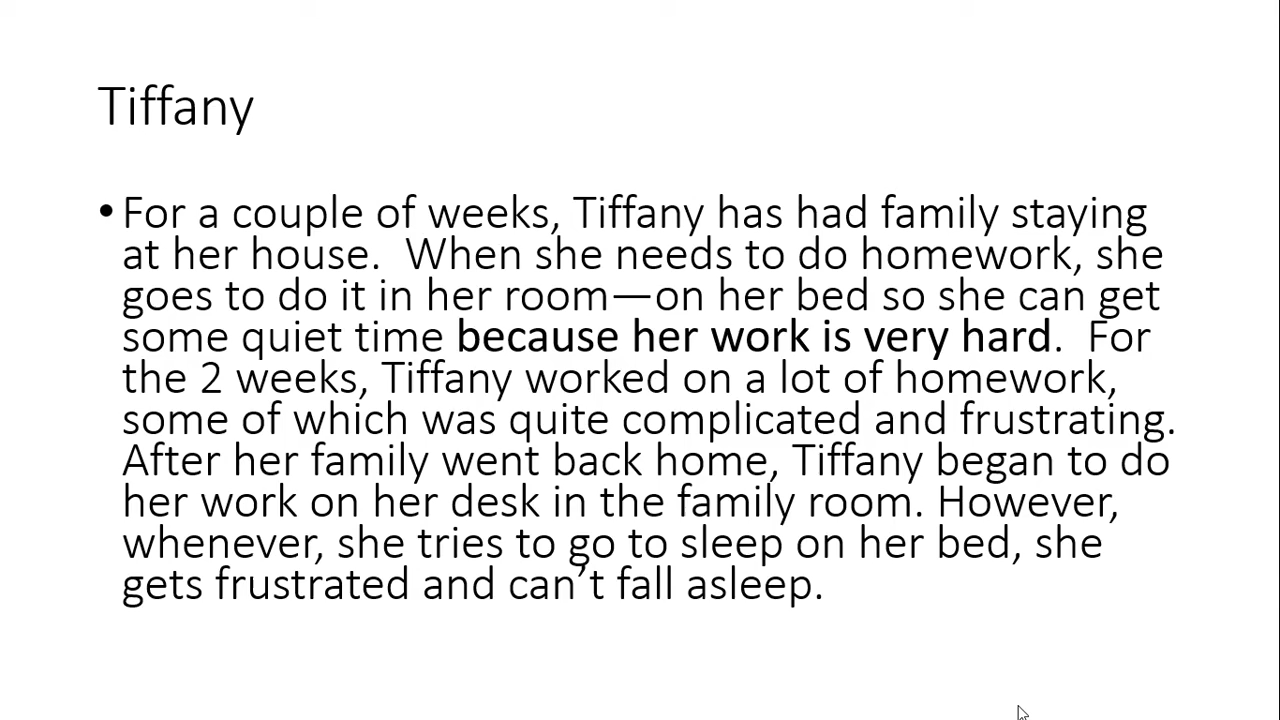 Tiffany
•For a couple of weeks, Tiffany has had family staying
at her house.  When she needs to do homework, she
goes to do it in her room—on her bed so she can get
some quiet time because her work is very hard.  For
the 2 weeks, Tiffany worked on a lot of homework,
some of which was quite complicated and frustrating.
After her family went back home, Tiffany began to do
her work on her desk in the family room. However,
whenever, she tries to go to sleep on her bed, she
gets frustrated and can’t fall asleep.